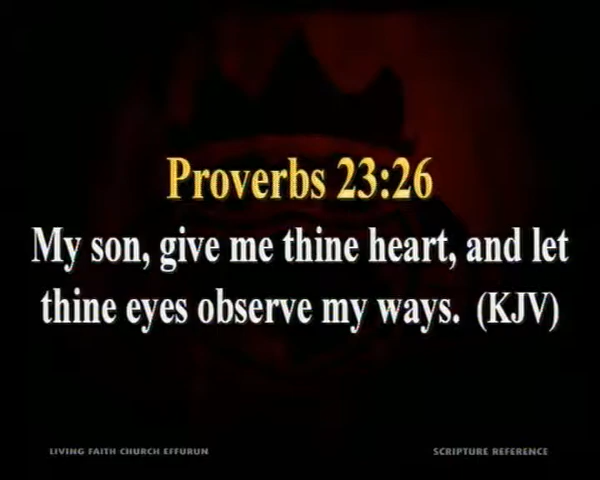 Proverbs 23:26
My son, give me thine heart, and let
thine eyes observe my ways. (KJV)
LIVING FAITH CHURCH EFFURUN
SCRIPTURE REFERENCE